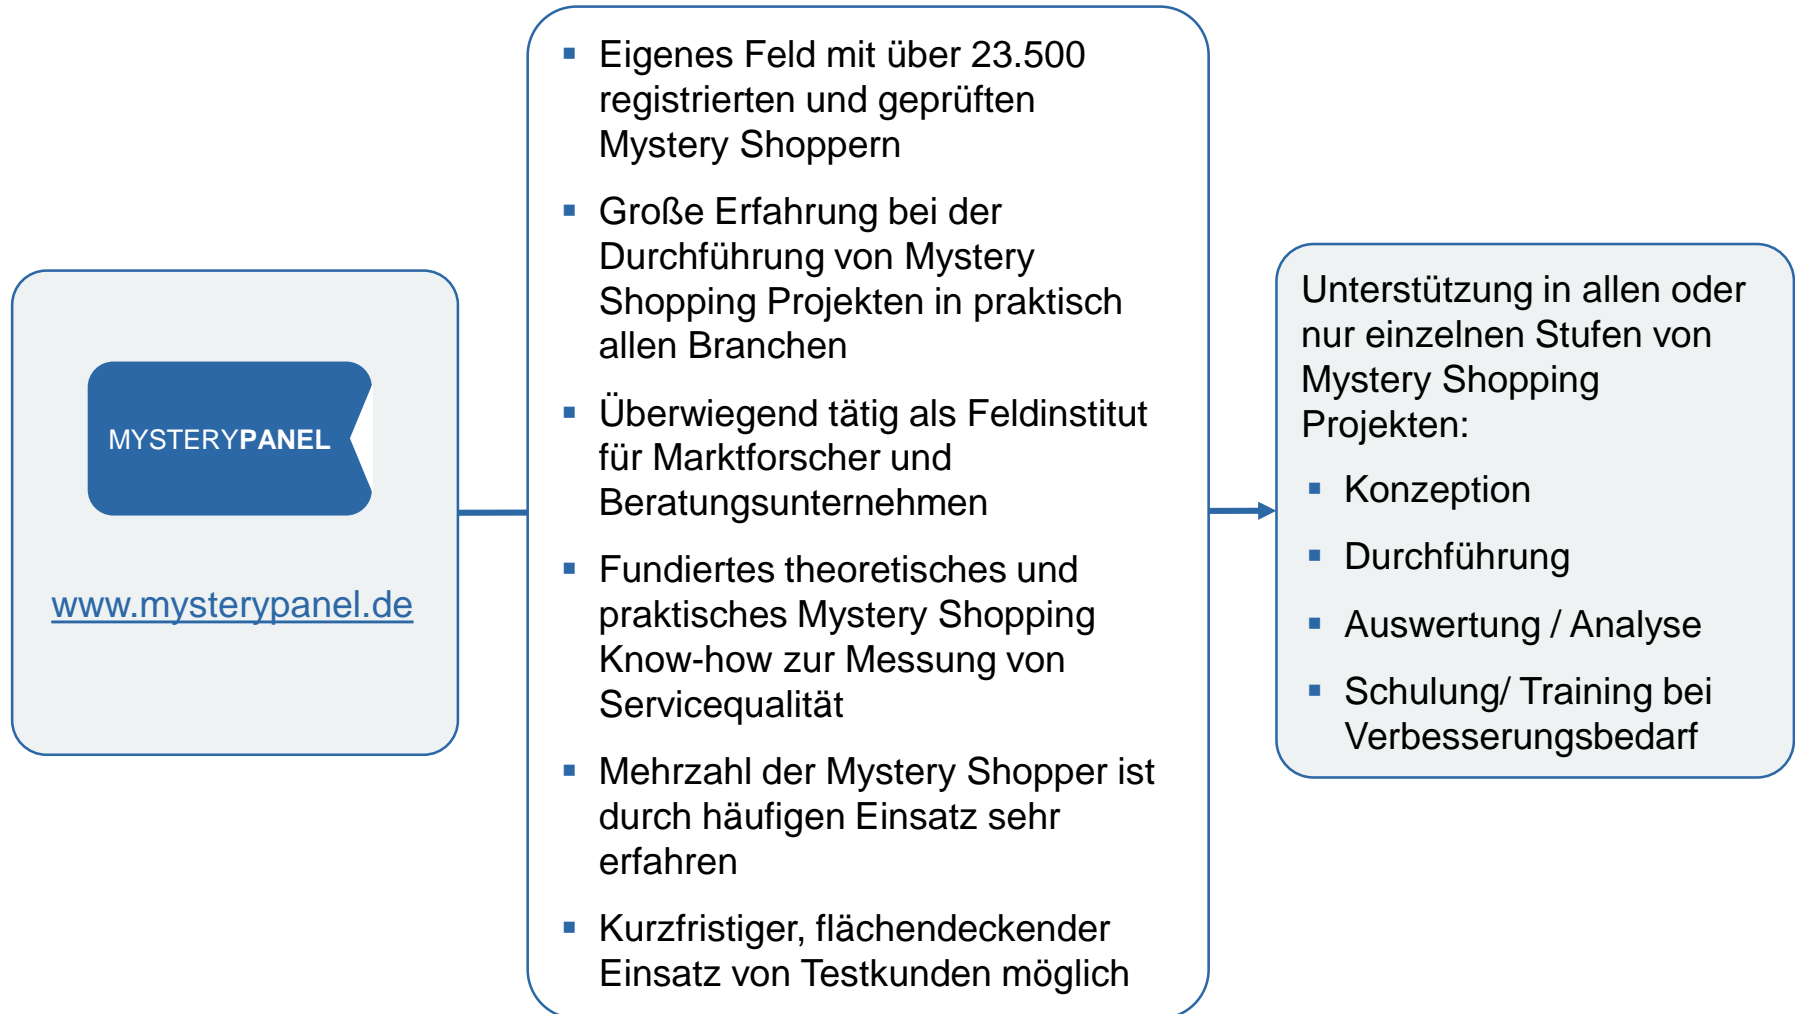 MYSTERYPANEL
www.mysterypanel.de
▪ Eigenes Feld mit über 23.500
registrierten und geprüften
Mystery Shoppern
▪ Große Erfahrung bei der
Durchführung von Mystery
Shopping Projekten in praktisch
allen Branchen
▪ Überwiegend tätig als Feldinstitut
für Marktforscher und
Beratungsunternehmen
▪ Fundiertes theoretisches und
praktisches Mystery Shopping
Know-how zur Messung von
Servicequalität
▪ Mehrzahl der Mystery Shopper ist
durch häufigen Einsatz sehr
erfahren
▪ Kurzfristiger, flächendeckender
Einsatz von Testkunden möglich
Unterstützung in allen oder
nur einzelnen Stufen von
Mystery Shopping
Projekten:
▪ Konzeption
▪ Durchführung
▪ Auswertung / Analyse
▪ Schulung/ Training bei
Verbesserungsbedarf